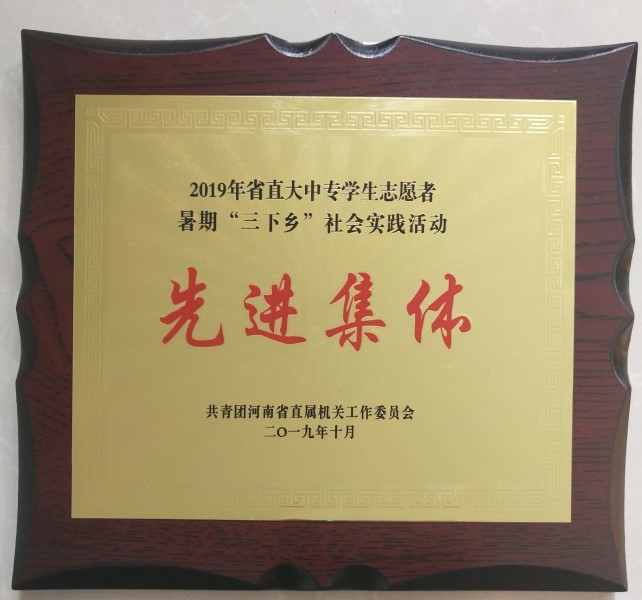 2019年省直大中专学生志愿者
暑期“三下乡”社会实践活动
先进集体
共青团河南省直属机关工作委员会
二〇一九年十月